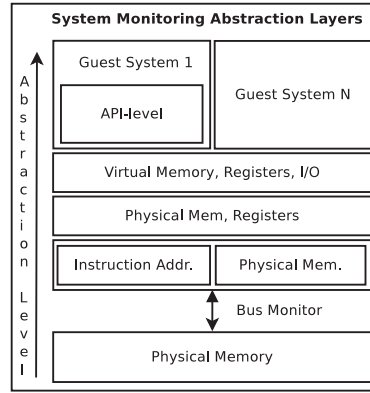 System Monitoring Abstraction Layers
Abstraction Level
Guest System 1
API-level
Guest System N
Virtual Memory, Registers, I/O
Physical Mem, Registers
Instruction Addr.
Physical Mem.
Bus Monitor
Physical Memory